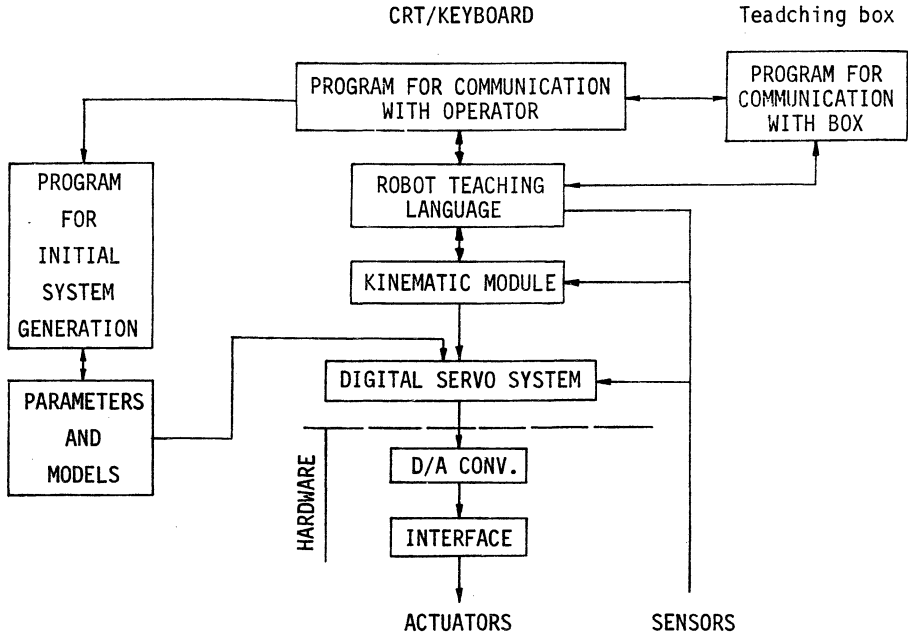 CRT/KEYBOARD
Teadching box
PROGRAM FOR COMMUNICATION
WITH OPERATOR
PROGRAM FOR
COMMUNICATION
WITH BOX
PROGRAM
FOR
INITIAL
SYSTEM
GENERATION
ROBOT TEACHING
LANGUAGE
KINEMATIC MODULE
DIGITAL SERVO SYSTEM
PARAMETERS
AND
MODELS
HARDWARE
D/A CONV.
INTERFACE
ACTUATORS
SENSORS